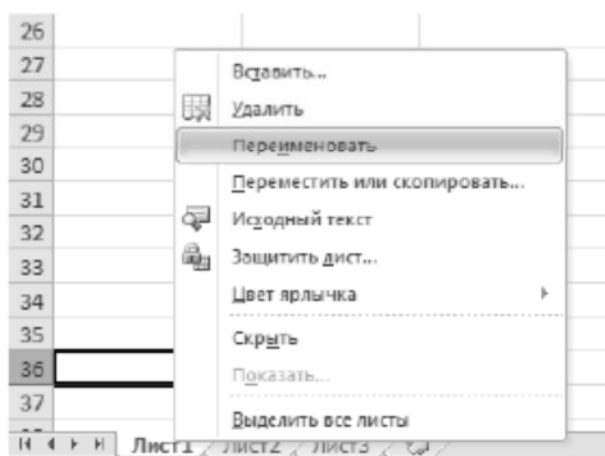 26
27
Вставить...
28
Удалить
29
Переименовать
30
Переместить или скопировать...
31
Исходный текст
32
33
Защитить лист...
34
Цвет ярлычка
35
Скрыть
36
Показать...
37
Выделить все листы
Лист1 Лист2 Лист3